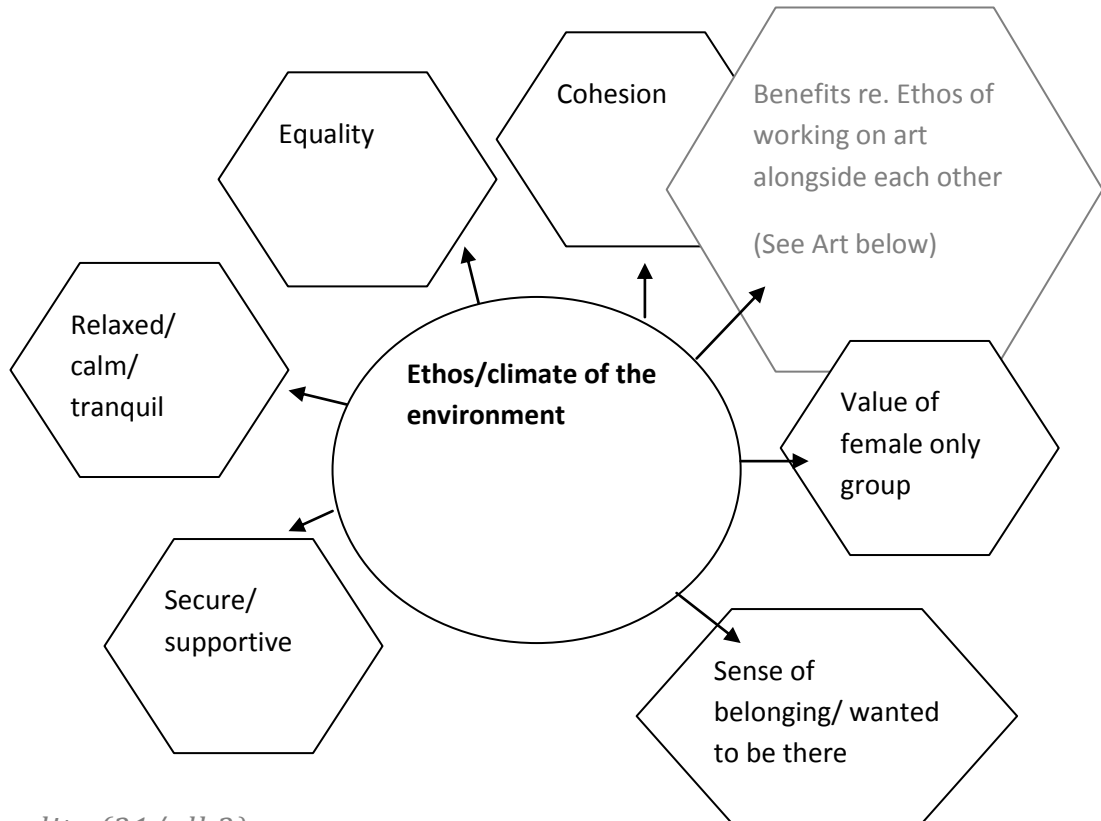 Equality
Cohesion
Benefits re. Ethos of
working on art
alongside each other
(See Art below)
Relaxed/
calm/
tranquil
Ethos/climate of the
environment
Value of
female only
group
Secure/
supportive
Sense of
belonging/ wanted
to be there